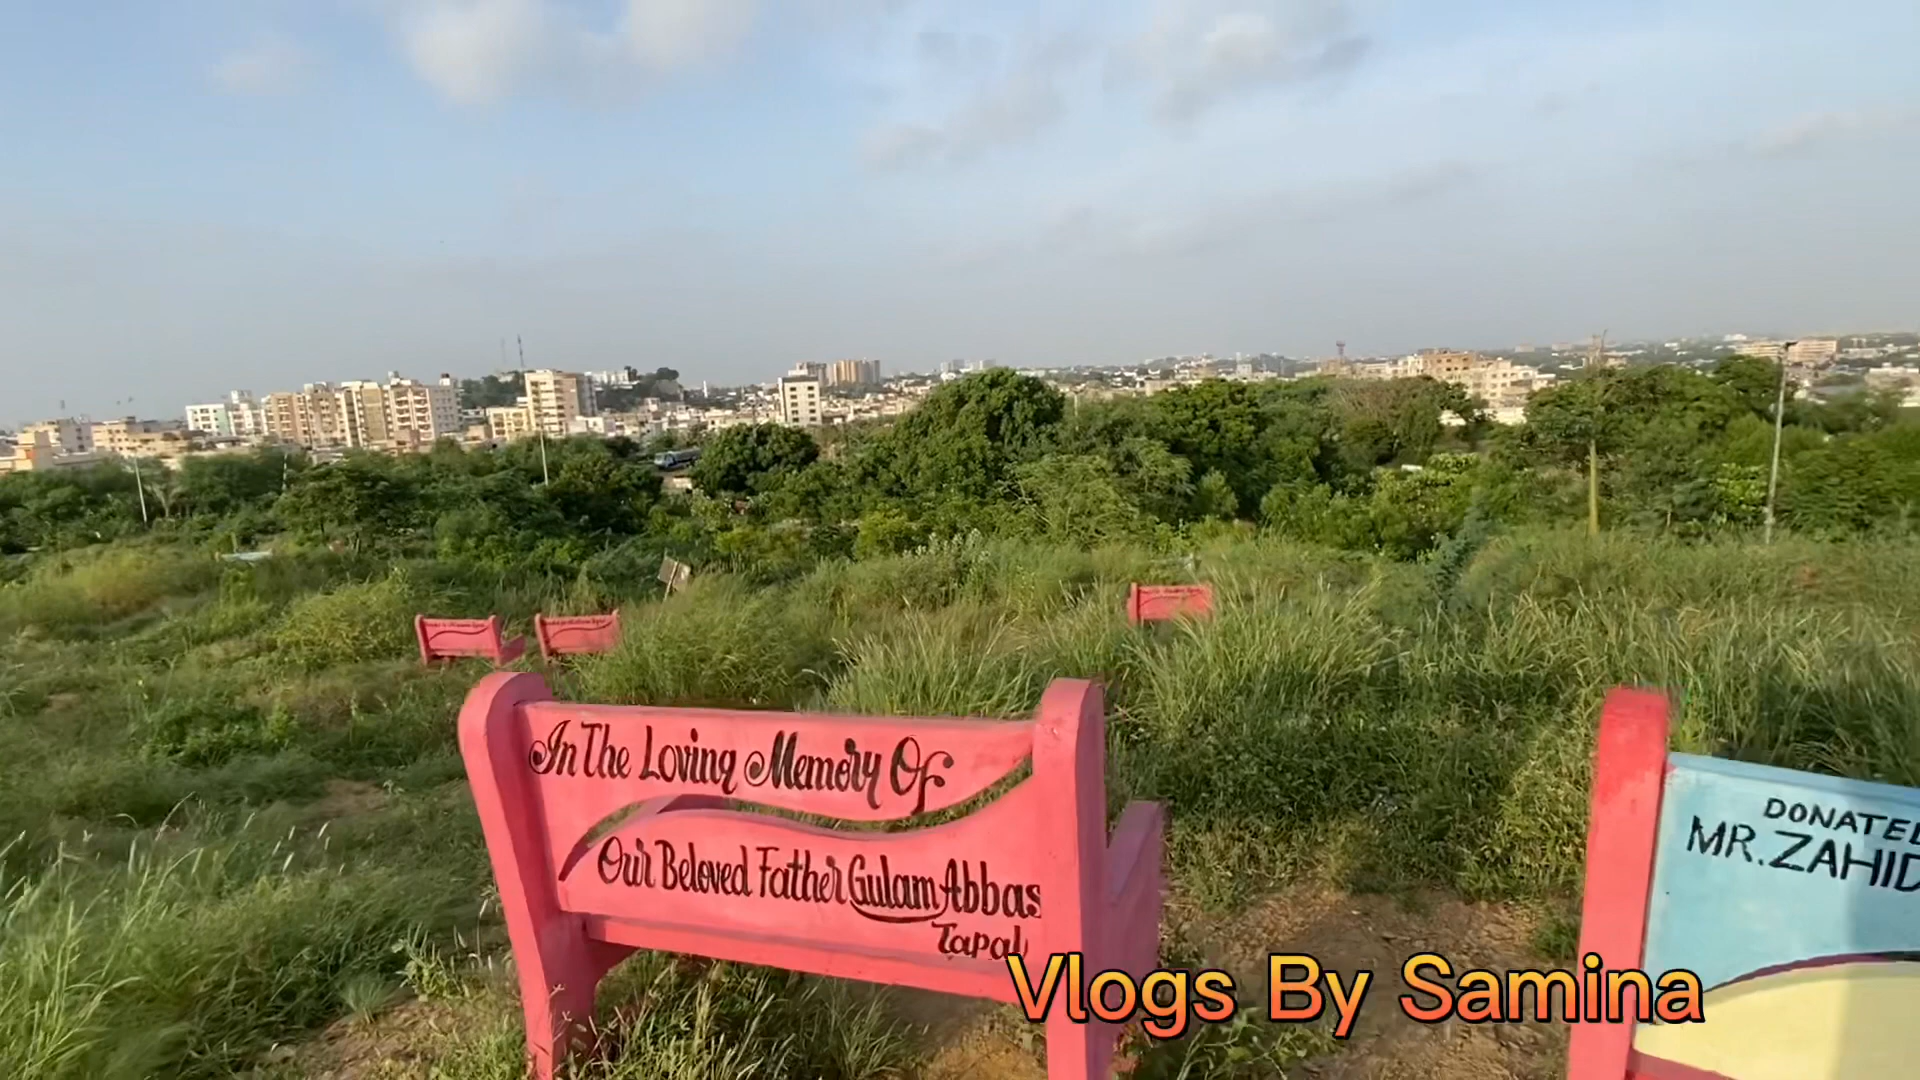 In The Loving Memory Of
Our Beloved Father Gulam Abbas
Tapal
DONATED
MR. ZAHID
Vlogs By Samina